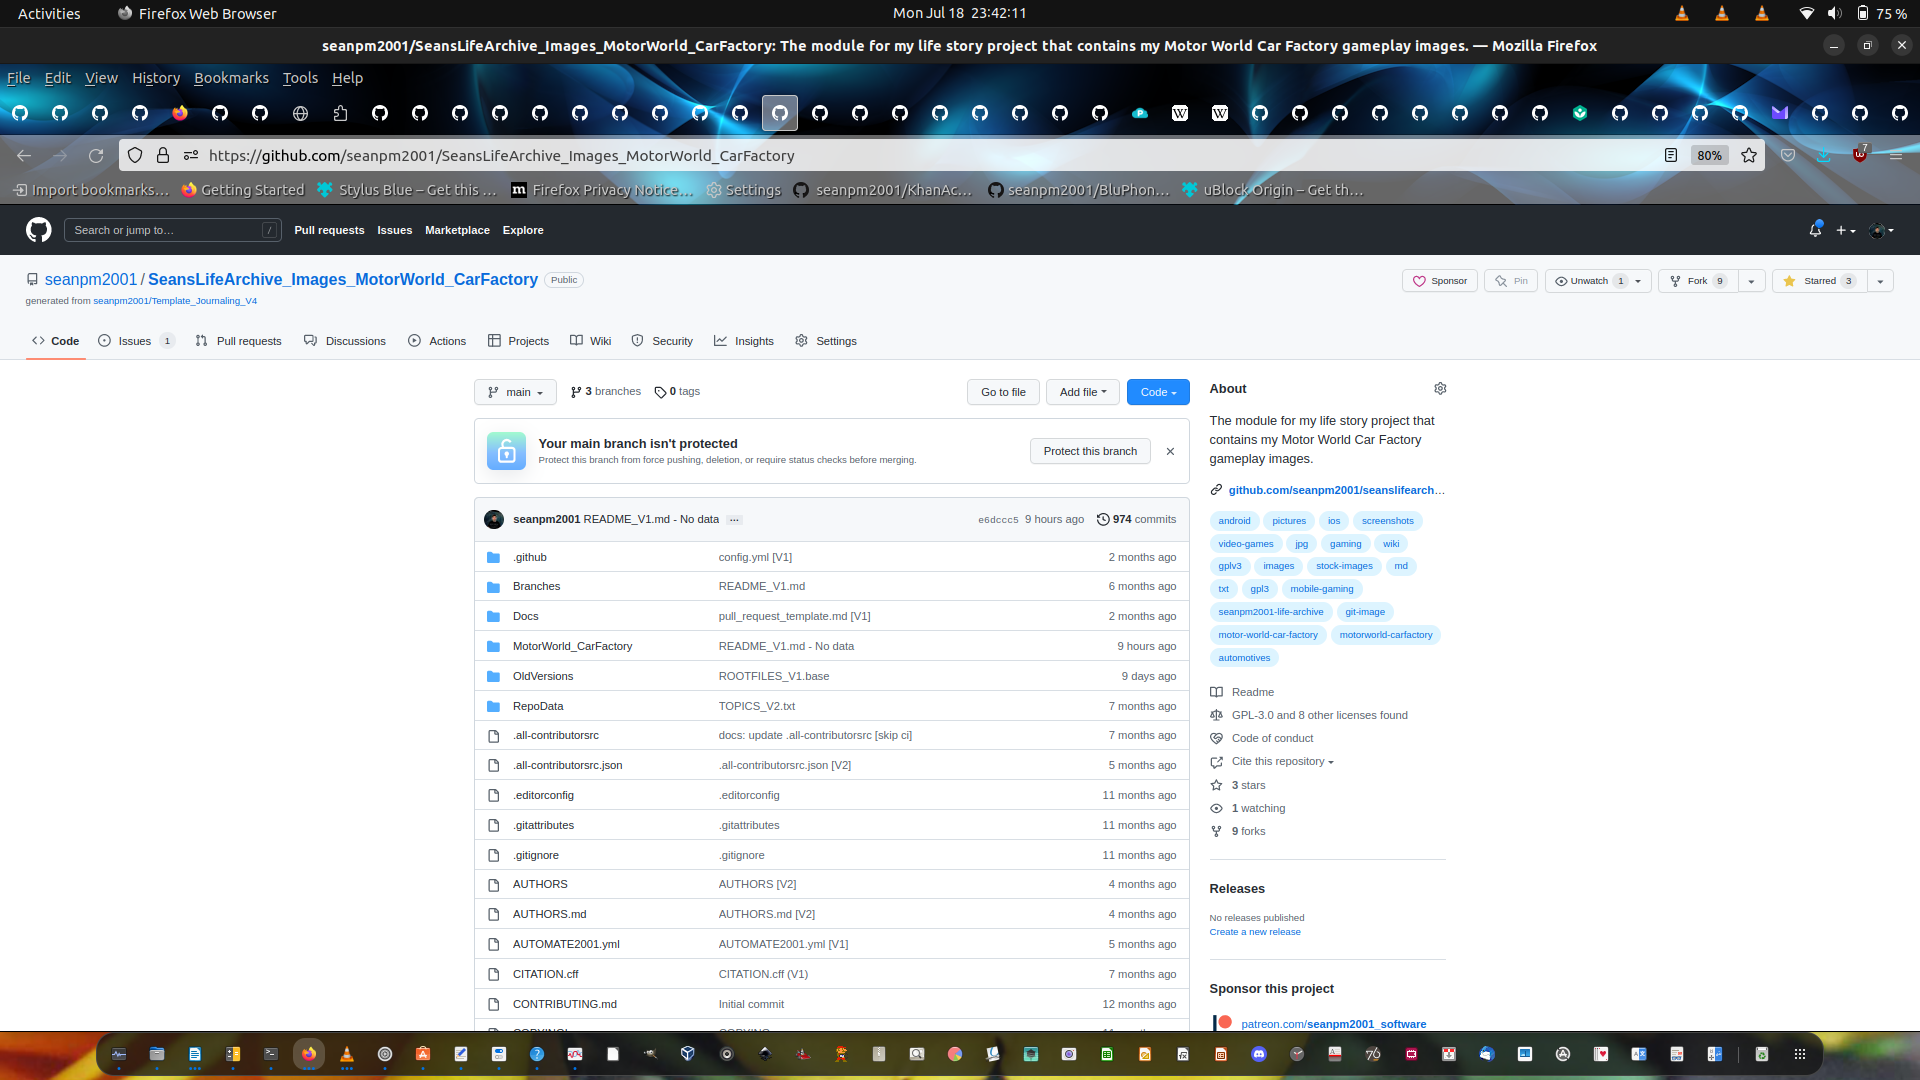 Activities
Firefox Web Browser
Mon Jul 18 23:42:11
75 %
seanpm2001/SeansLifeArchive_Images_MotorWorld_CarFactory: The module for my life story project that contains my Motor World Car Factory gameplay images. — Mozilla Firefox
File Edit View History Bookmarks Tools Help
https://github.com/seanpm2001/SeansLifeArchive_Images_MotorWorld_CarFactory
80%
7
Import bookmarks…
Getting Started
Stylus Blue – Get this …
Firefox Privacy Notice…
Settings
seanpm2001/KhanAc…
seanpm2001/BluPhon…
uBlock Origin – Get th…
Search or jump to…
/
Pull requests Issues Marketplace Explore
seanpm2001 / SeansLifeArchive_Images_MotorWorld_CarFactory
Public
Sponsor
Pin
Unwatch 1
Fork 9
Starred 3
generated from seanpm2001/Template_Journaling_V4
Code
Issues 1
Pull requests
Discussions
Actions
Projects
Wiki
Security
Insights
Settings
main
3 branches
0 tags
Go to file
Add file
Code
Your main branch isn't protected
Protect this branch from force pushing, deletion, or require status checks before merging.
Protect this branch
seanpm2001 README_V1.md - No data …
e6dccc5 9 hours ago
974 commits
.github config.yml [V1] 2 months ago
Branches README_V1.md 6 months ago
Docs pull_request_template.md [V1] 2 months ago
MotorWorld_CarFactory README_V1.md - No data 9 hours ago
OldVersions ROOTFILES_V1.base 9 days ago
RepoData TOPICS_V2.txt 7 months ago
.all-contributorsrc docs: update .all-contributorsrc [skip ci] 7 months ago
.all-contributorsrc.json .all-contributorsrc.json [V2] 5 months ago
.editorconfig .editorconfig 11 months ago
.gitattributes .gitattributes 11 months ago
.gitignore .gitignore 11 months ago
AUTHORS AUTHORS [V2] 4 months ago
AUTHORS.md AUTHORS.md [V2] 4 months ago
AUTOMATE2001.yml AUTOMATE2001.yml [V1] 5 months ago
CITATION.cff CITATION.cff (V1) 7 months ago
CONTRIBUTING.md Initial commit 12 months ago
About
The module for my life story project that
contains my Motor World Car Factory
gameplay images.
github.com/seanpm2001/seanslifearch…
android pictures ios screenshots
video-games jpg gaming wiki
gplv3 images stock-images md
txt gpl3 mobile-gaming
seanpm2001-life-archive git-image
motor-world-car-factory motorworld-carfactory
automotives
Readme
GPL-3.0 and 8 other licenses found
Code of conduct
Cite this repository
3 stars
1 watching
9 forks
Releases
No releases published
Create a new release
Sponsor this project
patreon.com/seanpm2001_software